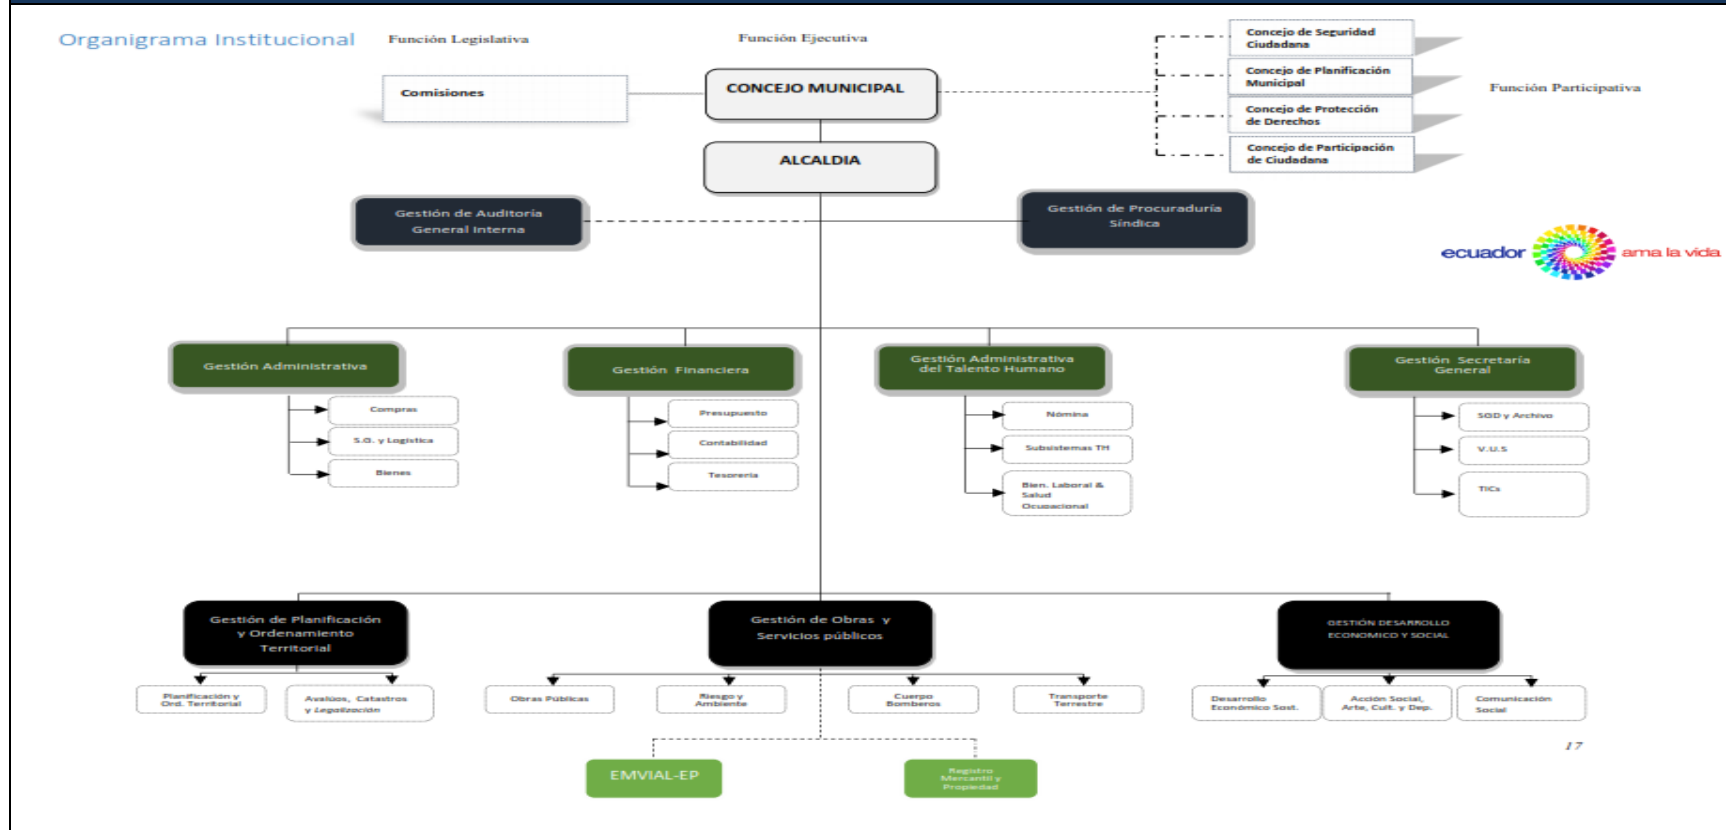 Organigrama Institucional
Función Legislativa
Función Ejecutiva
Función Participativa
Comisiones
CONCEJO MUNICIPAL
Concejo de Seguridad
Ciudadana
Concejo de Planificación
Municipal
Concejo de Protección
de Derechos
Concejo de Participación
de Ciudadana
ALCALDIA
Gestión de Auditoría
General Interna
Gestión de Procuraduría
Síndica
ecuador
ama la vida
Gestión Administrativa
Gestión Financiera
Gestión Administrativa
del Talento Humano
Gestión Secretaría
General
Compras
S.G. y Logística
Bienes
Presupuesto
Contabilidad
Tesorería
Nómina
Subsistemas TH
Bien. Laboral &
Salud
Ocupacional
SGD y Archivo
V.U.S
TICs
Gestión de Planificación
y Ordenamiento
Territorial
Gestión de Obras y
Servicios públicos
GESTIÓN DESARROLLO
ECONOMICO Y SOCIAL
Planificación y
Ord. Territorial
Avalúos, Catastros
y Legalización
Obras Públicas
Riesgo y
Ambiente
Cuerpo
Bomberos
Transporte
Terrestre
Desarrollo
Económico Sost.
Acción Social,
Arte, Cult. y Dep.
Comunicación
Social
EMVIAL-EP
Registro
Mercantil y
Propiedad
17